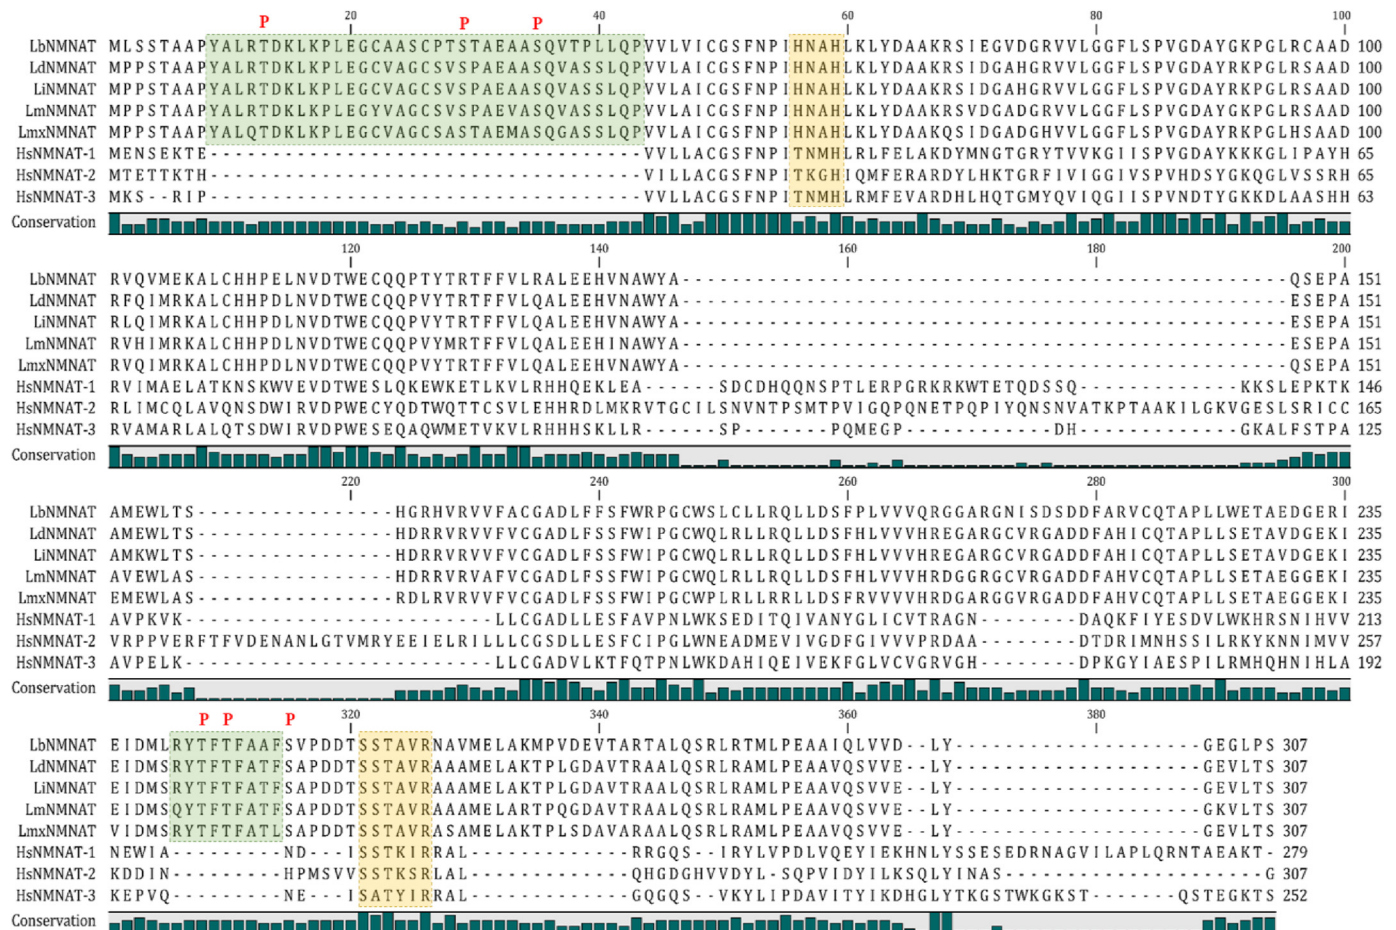 P P P
20 40 60 80 100
LbNMNAT MLSSTAAPYALRTDKLKPLEGCAASCPTSTAEAASQVTPLLQPVVLVICGSFNPIHNAHLKLYDAAKRSIEGVDGRVVLGGFLSPVGDAYGKPGLRCAAD 100
LdNMNAT MPPSTAAPYALRTDKLKPLEGCVAGCSVSPAEAASQVASSLQPVVLAICGSFNPIHNAHLKLYDAAKRSIDGAHGRVVLGGFLSPVGDAYRKPGLRSAAD 100
LiNMNAT MPPSTAAPYALRTDKLKPLEGCVAGCSVSPAEAASQVASSLQPVVLAICGSFNPIHNAHLKLYDAAKRSIDGAHGRVVLGGFLSPVGDAYGKPGLRSAAD 100
LmNMNAT MPPSTAAPYALRTDKLKPLEGYVAGCSVSPAEVASQVASSLQPVVLAICGSFNPIHNAHLKLYDAAKRSVDGADGRVVLGGFLSPVGDAYGKPGLRSAAD 100
LmxNMNAT MPPSTAAPYALQTDKLKPLEGCVAGCSASTAEMASQGASSLQPVVLAICGSFNPIHNAHLKLYDAAKQSIDGADGHVVLGGFLSPVGDAYGKPGLHSAAD 100
HsNMNAT-1 MENSEKTE-----------------------------------VVLLACGSFNPITNMHLRLFELAKDYMNGTGRYTVVKGIISPVGDAYKKKGLIPAYH 65
HsNMNAT-2 MTETTKTH-----------------------------------VILLACGSFNPITKGHIQMFERARDYLHKTGRFIVIGGIVSPVHDSYGKQGLVSSRH 65
HsNMNAT-3 MKS--RIP-----------------------------------VVLLACGSFNPITNMHLRMFEVARDHLHQTGMYQVIQGIISPVNDTYGKKDLAASHH 63
Conservation
120 140 160 180 200
LbNMNAT RVQVMEKALCHHPELNVDTWECQQPTYTRTFFVLRALEEHVNAWYA-------------------------------------------------QSEPA 151
LdNMNAT RFQIMRKALCHHPDLNVDTWECQQPVYTRTFFVLQALEEHVNAWYA-------------------------------------------------ESEPA 151
LiNMNAT RLQIMRKALCHHPDLNVDTWECQQPVYTRTFFVLQALEEHVNAWYA-------------------------------------------------ESEPA 151
LmNMNAT RVHIMRKALCHHPDLNVDTWECQQPVYMRTFFVLQALEEHINAWYA-------------------------------------------------ESEPA 151
LmxNMNAT RVQIMRKALCHHPDLNVDTWECQQPVYTRTFFVLQALEEHVNAWYA-------------------------------------------------QSEPA 151
HsNMNAT-1 RVIMAELATKNSKWVEVDTWESLQKEWKETLKVLRHHQEKLEA------SDCDHQQNSPTLERPGRKRKWTETQDSSQ-------------KKSLEPKTK 146
HsNMNAT-2 RLIMCQLAVQNSDWIRVDPWECYQDTWQTTCSVLEHHRDLMKRVTGCILSNVNTPSMTPVIGQPQNETPQPIYQNSNVATKPTAAKILGKVGESLSRICC 165
HsNMNAT-3 RVAMARLALQTSDWIRVDPWESEQAQWMETVKVLRHHHSKLLR------SP-------PQMEGP------------DH-------------GKALFSTPA 125
Conservation
220 240 260 280 300
LbNMNAT AMEWLTS----------------HGRHVRVVFACGADLFFSFWRPGCWSLCLLRQLLDSFPLVVVVQRGGARGNISDSDDFARVCQTAPLLWETAEDGERI 235
LdNMNAT AMEWLTS----------------HDRRVRVVFVCGADLFSSFWIPGCWQLRLLRQLLDSFHLVVVHREGARGCVRGADDFAHICQTAPLLSETAVDGEKI 235
LiNMNAT AMKWLTS----------------HDRRVRVVFVCGADLLESFWIPGCWQLRLLRQLLDSFHLVVVHREGARGCVRGADDFAHICQTAPLLSETAVDGEKI 235
LmNMNAT AVEWLAS----------------HDRRVRVAFVCGADLFSSFWIPGCWQLRLLRQLLDSFHLVVVHRDGGRGCVRGADDFAHVCQTAPLLSETAEGGEKI 235
LmxNMNAT EMEWLAS----------------RDLRVRVVFVCGADLFSSFWIPGCWPLRLLRRLLDSFHLVVVHRDGARGGVRGADDFAHVCQTAPLLSETAEGGEKI 235
HsNMNAT-1 AVPKVK-------------------------LLCGADLLESFAVPNLWKSEDITQIVANYGLICVTRAGN--------DAQKFIYESDVLWKHRSNIHVV 213
HsNMNAT-2 VRPPVERFTFVDENANLGTVMRYEEIELRILLLCGSDLLESFCIPGLWNEADMEVIVGDFGIVVVPRDAA--------DTDRIMNHSSILRKYKNNIMVV 257
HsNMNAT-3 AVPELK-------------------------LLCGADVLKTFQTPNLWKDAHIQEIVEKFGLVCVGRVGH--------DPKGYIAESPILRMHQHNIHLA 192
Conservation
P P P
320 340 360 380
LbNMNAT EIDMLRYTFTFAAFSVPDDTSSTAVRNAVMELAKMPVDEVTARTALQSRLRTMLPEAAIQLVVD--LY--------------------GEGLPS 307
LdNMNAT EIDMSRYTFTFATFSAPDDTSSTAVRAAAMELAKTPLGDAVTRAALQSRLRAMLPEAAVQSVVE--LY--------------------GEVLTS 307
LiNMNAT EIDMSRYTFTFATFSAPDDTSSTAVRAAAMELAKTPLGDAVTRAALQSRLRAMLPEAAVQSVVE--LY--------------------GEVLTS 307
LmNMNAT EIDMSQYTFTFATFSAPDDTSSTAVRAAAMELARTPQGDAVTRAALQSRLRAMLPEAAVQSVVE--LY--------------------GKVLTS 307
LmxNMNAT VIDMSRYTFTFATLSAPDDTSSTAVRASAMELAKTPLSDAVARAALQSRLRAMLPEAAVQSVVE--LY--------------------GEVLTS 307
HsNMNAT-1 NEWIA---------ND---ISSTKIRRAL---------------RRGQS--IRYLVPDLVQEYIEKHNLYSSESEDRNAGVILAPLQRNTAEAKT- 279
HsNMNAT-2 KDDIN---------HPMSVVSSTKSRLAL---------------QHGDGHVVDYL-SQPVIDYILKSQLYINAS-------------------G 307
HsNMNAT-3 KEPVQ---------NE---ISATYIRRAL---------------GQGQS--VKYLIPDAVITYIKDHGLYTKGSTWKGKST-------QSTEGKTS 252
Conservation